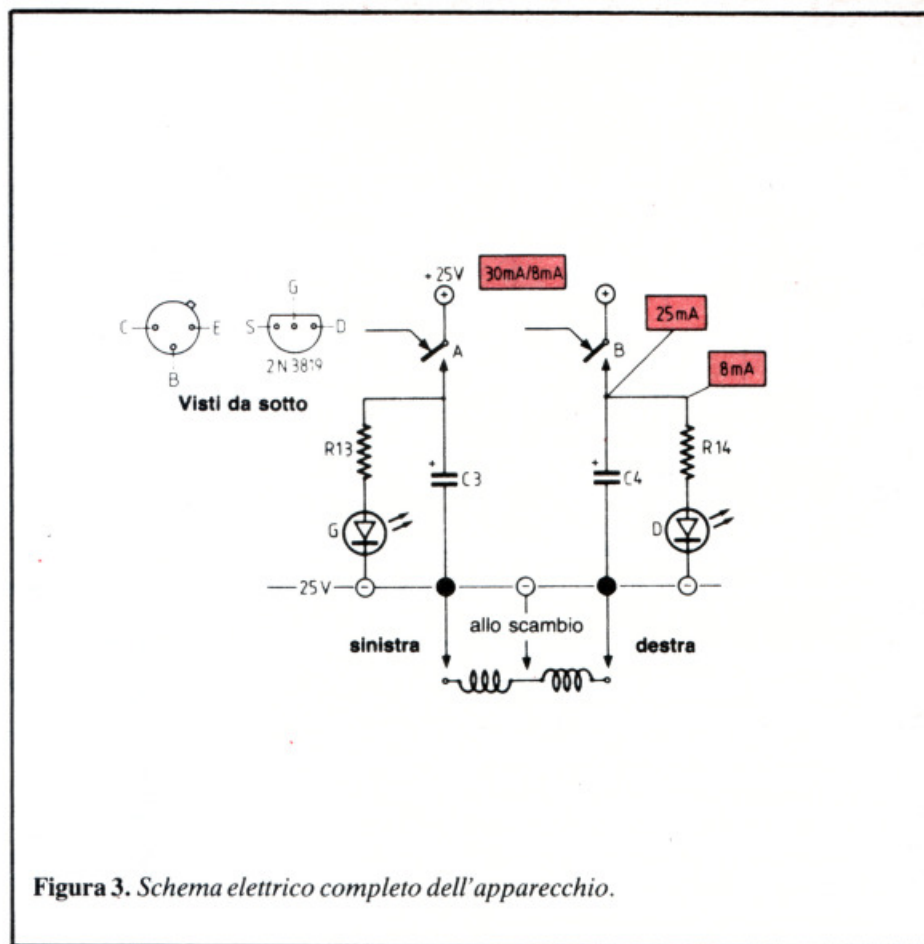 +25V
30mA/8mA
G
25mA
C
E
S
D
A
B
8mA
B
2N3819
Visti da sotto
R13
+
C3
+
C4
R14
G
D
25V
allo scambio
sinistra
destra
Figura 3. Schema elettrico completo dell'apparecchio.